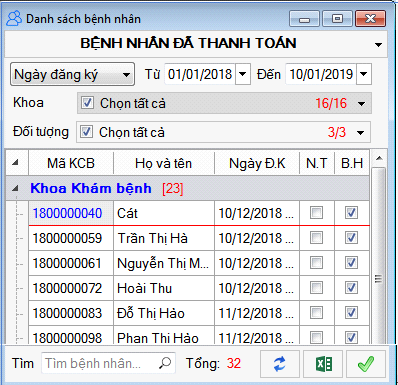 Danh sách bệnh nhân
BỆNH NHÂN ĐÃ THANH TOÁN
Ngày đăng ký Từ 01/01/2018 Đến 10/01/2019
Khoa Chọn tất cả 16/16
Đối tượng Chọn tất cả 3/3
Mã KCB Họ và tên Ngày Đ.K N.T B.H
Khoa Khám bệnh [23]
1800000040 Cát 10/12/2018 ...
1800000059 Trần Thị Hà 10/12/2018 ...
1800000061 Nguyễn Thị M... 10/12/2018 ...
1800000072 Hoài Thu 10/12/2018 ...
1800000083 Đỗ Thị Hảo 11/12/2018 ...
1800000098 Phan Thị Hảo 11/12/2018 ...
Tìm Tìm bệnh nhân... Tổng: 32